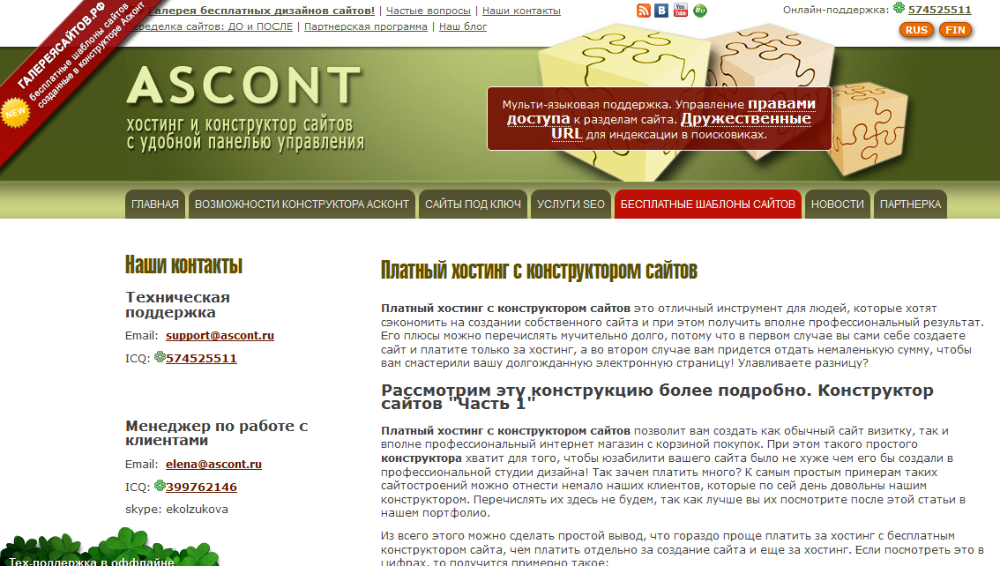 Галерея бесплатных дизайнов сайтов! | Частые вопросы | Наши контакты
Переделка сайтов: ДО и ПОСЛЕ | Партнерская программа | Наш блог
Онлайн-поддержка: 574525511
RUS FIN
ГАЛЕРЕЯСАЙТОВ.РФ
бесплатные шаблоны сайтов
созданные в конструкторе Асконт
NEW
ASCONT
хостинг и конструктор сайтов
с удобной панелью управления
Мульти-языковая поддержка. Управление правами
доступа к разделам сайта. Дружественные
URL для индексации в поисковиках.
ГЛАВНАЯ ВОЗМОЖНОСТИ КОНСТРУКТОРА АСКОНТ САЙТЫ ПОД КЛЮЧ УСЛУГИ SEO БЕСПЛАТНЫЕ ШАБЛОНЫ САЙТОВ НОВОСТИ ПАРТНЕРКА
Наши контакты
Техническая
поддержка
Email: support@ascont.ru
ICQ: 574525511
Менеджер по работе с
клиентами
Email: elena@ascont.ru
ICQ: 399762146
skype: ekolzukova
Тех-поддержка в оффлайне
Платный хостинг с конструктором сайтов
Платный хостинг с конструктором сайтов это отличный инструмент для людей, которые хотят
сэкономить на создании собственного сайта и при этом получить вполне профессиональный результат.
Его плюсы можно перечислять мучительно долго, потому что в первом случае вы сами себе создаете
сайт и платите только за хостинг, а во втором случае вам придется отдать немаленькую сумму, чтобы
вам смастерили вашу долгожданную электронную страницу! Улавливаете разницу?
Рассмотрим эту конструкцию более подробно. Конструктор
сайтов "Часть 1"
Платный хостинг с конструктором сайтов позволит вам создать как обычный сайт визитку, так и
вполне профессиональный интернет магазин с корзиной покупок. При этом такого простого
конструктора хватит для того, чтобы юзабилити вашего сайта было не хуже чем его бы создали в
профессиональной студии дизайна! Так зачем платить много? К самым простым примерам таких
сайтостроений можно отнести немало наших клиентов, которые по сей день довольны нашим
конструктором. Перечислять их здесь не будем, так как лучше вы их посмотрите после этой статьи в
нашем портфолио.
Из всего этого можно сделать простой вывод, что гораздо проще платить за хостинг с бесплатным
конструктором сайта, чем платить отдельно за создание сайта и еще за хостинг. Если посмотреть это в
цифрах, то получится примерно такое: